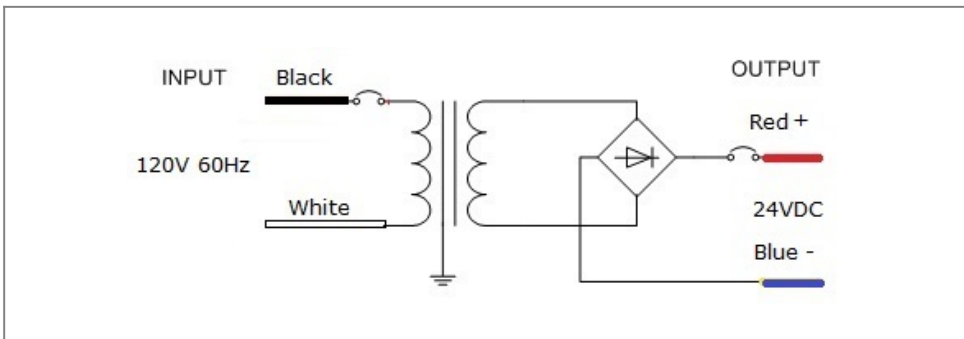 INPUT
Black
OUTPUT
Red +
120V 60Hz
White
24VDC
Blue -